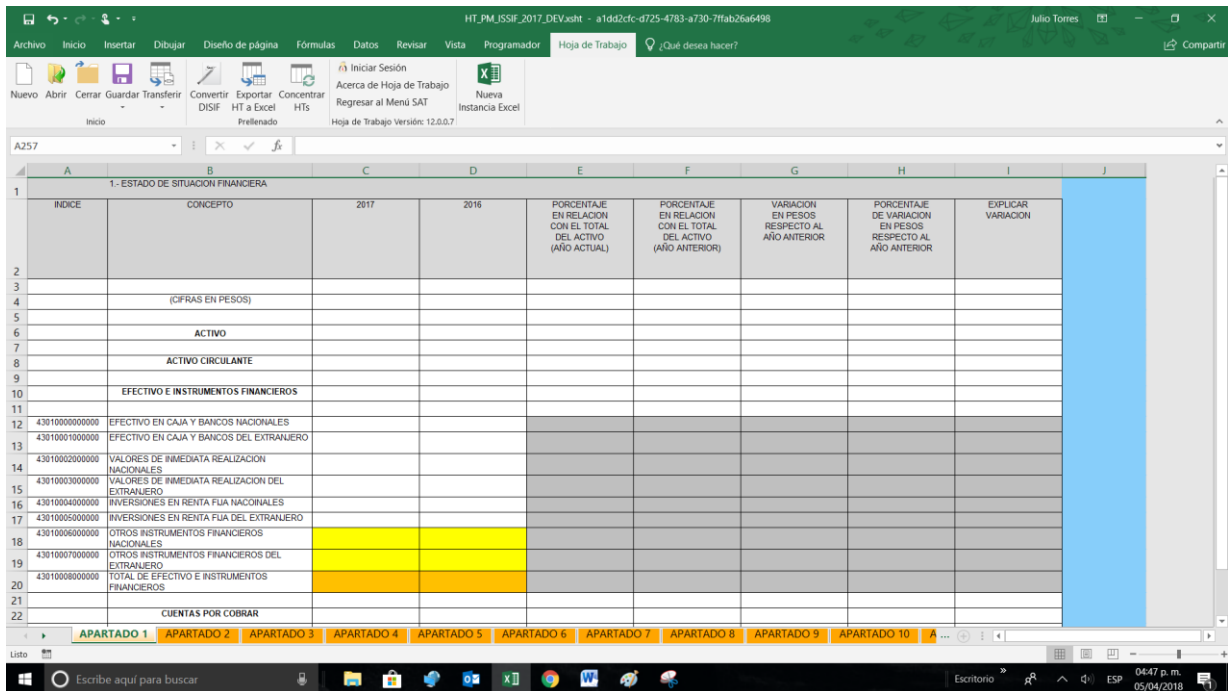 HT_PM_ISSIF_2017_DEV.xsht - a1dd2cfc-d725-4783-a730-7ffab26a6498
Julio Torres
Archivo Inicio Insertar Dibujar Diseño de página Fórmulas Datos Revisar Vista Programador Hoja de Trabajo ¿Qué desea hacer? Compartir
Nuevo Abrir Cerrar Guardar Transferir Convertir DISIF Exportar HT a Excel Concentrar HTs
Iniciar Sesión
Acerca de Hoja de Trabajo
Regresar al Menú SAT
Nueva Instancia Excel
Inicio Prellenado Hoja de Trabajo Versión: 12.0.0.7
A257 fx
A B C D E F G H I J
1 1.- ESTADO DE SITUACION FINANCIERA
2 INDICE CONCEPTO 2017 2016 PORCENTAJE EN RELACION CON EL TOTAL DEL ACTIVO (AÑO ACTUAL) PORCENTAJE EN RELACION CON EL TOTAL DEL ACTIVO (AÑO ANTERIOR) VARIACION EN PESOS RESPECTO AL AÑO ANTERIOR PORCENTAJE DE VARIACION EN PESOS RESPECTO AL AÑO ANTERIOR EXPLICAR VARIACION
3
4 (CIFRAS EN PESOS)
5
6 ACTIVO
7
8 ACTIVO CIRCULANTE
9
10 EFECTIVO E INSTRUMENTOS FINANCIEROS
11
12 43010000000000 EFECTIVO EN CAJA Y BANCOS NACIONALES
13 43010001000000 EFECTIVO EN CAJA Y BANCOS DEL EXTRANJERO
14 43010002000000 VALORES DE INMEDIATA REALIZACION NACIONALES
15 43010003000000 VALORES DE INMEDIATA REALIZACION DEL EXTRANJERO
16 43010004000000 INVERSIONES EN RENTA FIJA NACOINALES
17 43010005000000 INVERSIONES EN RENTA FIJA DEL EXTRANJERO
18 43010006000000 OTROS INSTRUMENTOS FINANCIEROS NACIONALES
19 43010007000000 OTROS INSTRUMENTOS FINANCIEROS DEL EXTRANJERO
20 43010008000000 TOTAL DE EFECTIVO E INSTRUMENTOS FINANCIEROS
21
22 CUENTAS POR COBRAR
APARTADO 1 APARTADO 2 APARTADO 3 APARTADO 4 APARTADO 5 APARTADO 6 APARTADO 7 APARTADO 8 APARTADO 9 APARTADO 10 A ...
Listo
Escribe aquí para buscar
Escritorio ESP 04:47 p. m.
05/04/2018